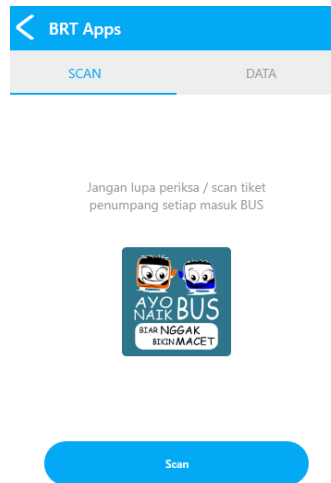 BRT Apps
SCAN
DATA
Jangan lupa periksa / scan tiket
penumpang setiap masuk BUS
AYO
NAIK BUS
BIAR NGGAK
BIKIN MACET
Scan